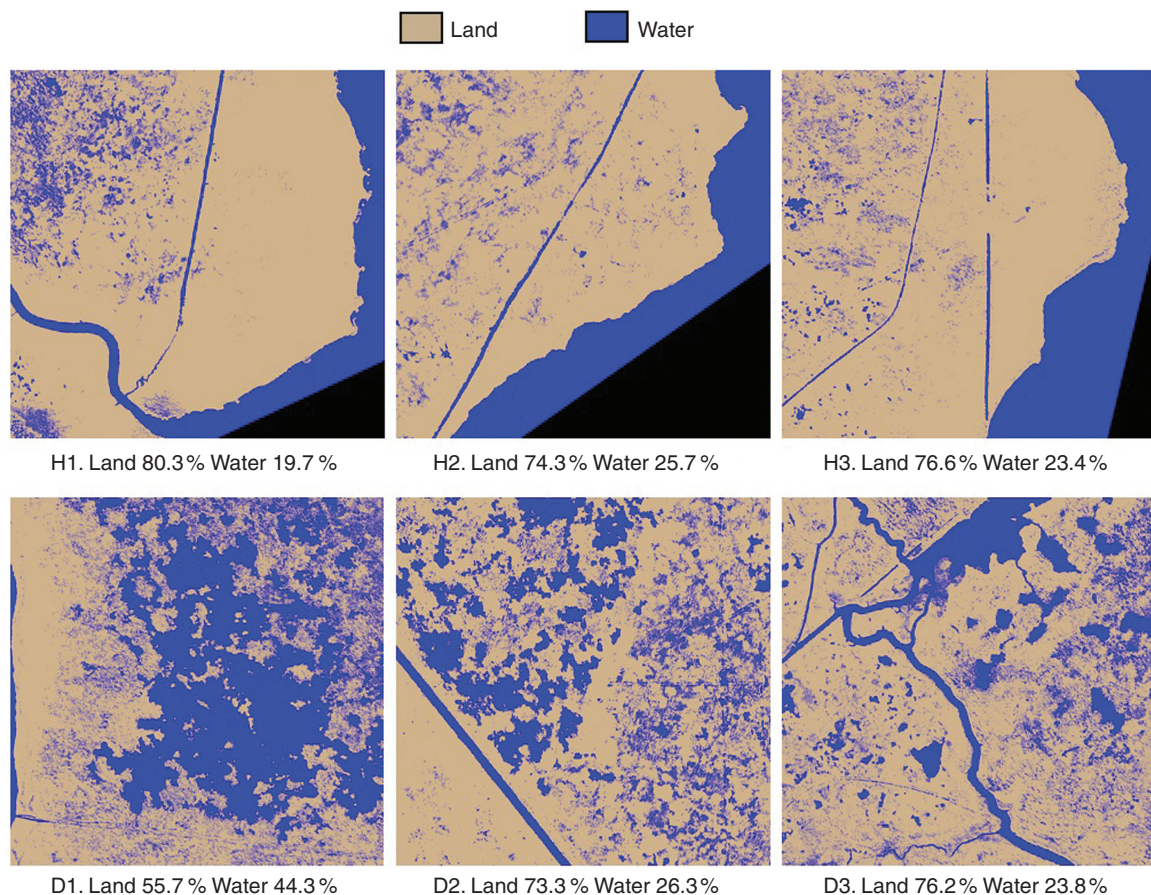 Land Water
H1. Land 80.3% Water 19.7 %
H2. Land 74.3% Water 25.7 %
H3. Land 76.6% Water 23.4 %
D1. Land 55.7 % Water 44.3%
D2. Land 73.3% Water 26.3%
D3. Land 76.2% Water 23.8%